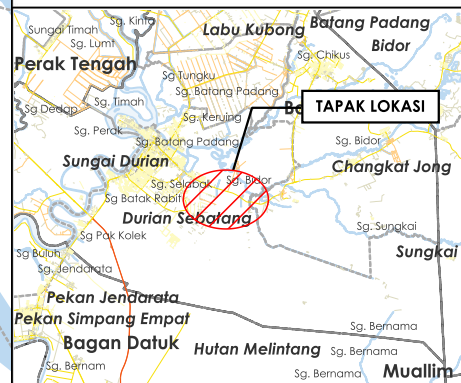 Sg. Kinta
Batang Padang
Sungai Timah
Labu Kubong
Sg. Lumt
Bidor
Sg. Chikus
Perak Tengah
Sg Tungku
Sg. Batang Padang
Sg. Timah
Sg Dedap
TAPAK LOKASI
Sg. Keruing
Sg. Perak
Sg. Batang Padang
Sg. Bidor
Sungai Durian
Changkat Jong
Sg. Selabak
Sg. Bidor
Sg Batak Rabit
Durian Sebatang
Sg. Sungkai
Sg Pak Kolek
Sungkai
Sg Buluh
Sg. Jendarata
Pekan Jendarata
Pekan Simpang Empat
Sg. Bernama
Bagan Datuk
Hutan Melintang
Sg. Bernama
Sg. Bernam
Sg. Bernama
Muallim